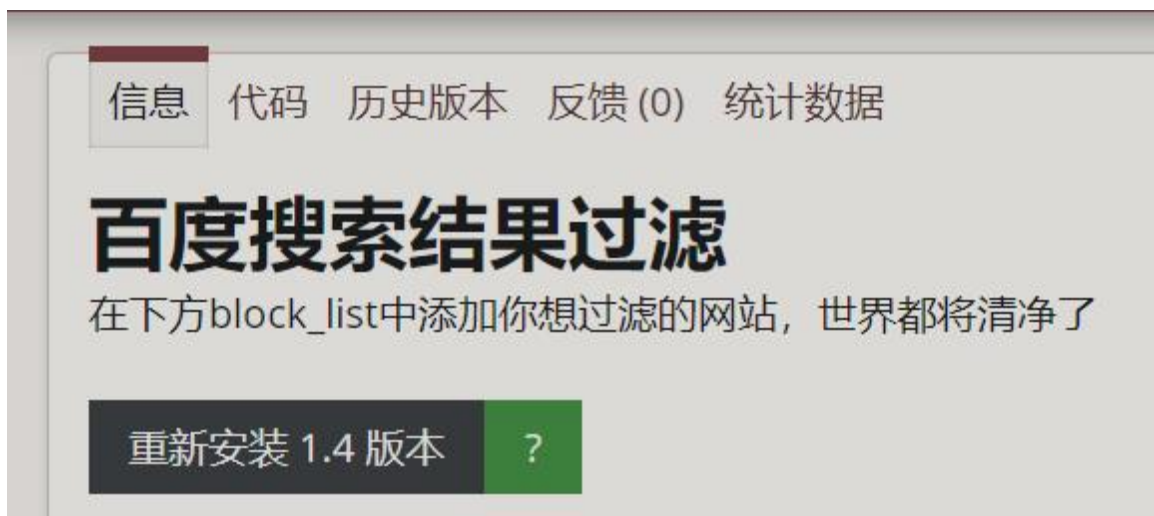 信息 代码 历史版本 反馈 (0) 统计数据
百度搜索结果过滤
在下方block_list中添加你想过滤的网站，世界都将清净了
重新安装 1.4 版本 ?